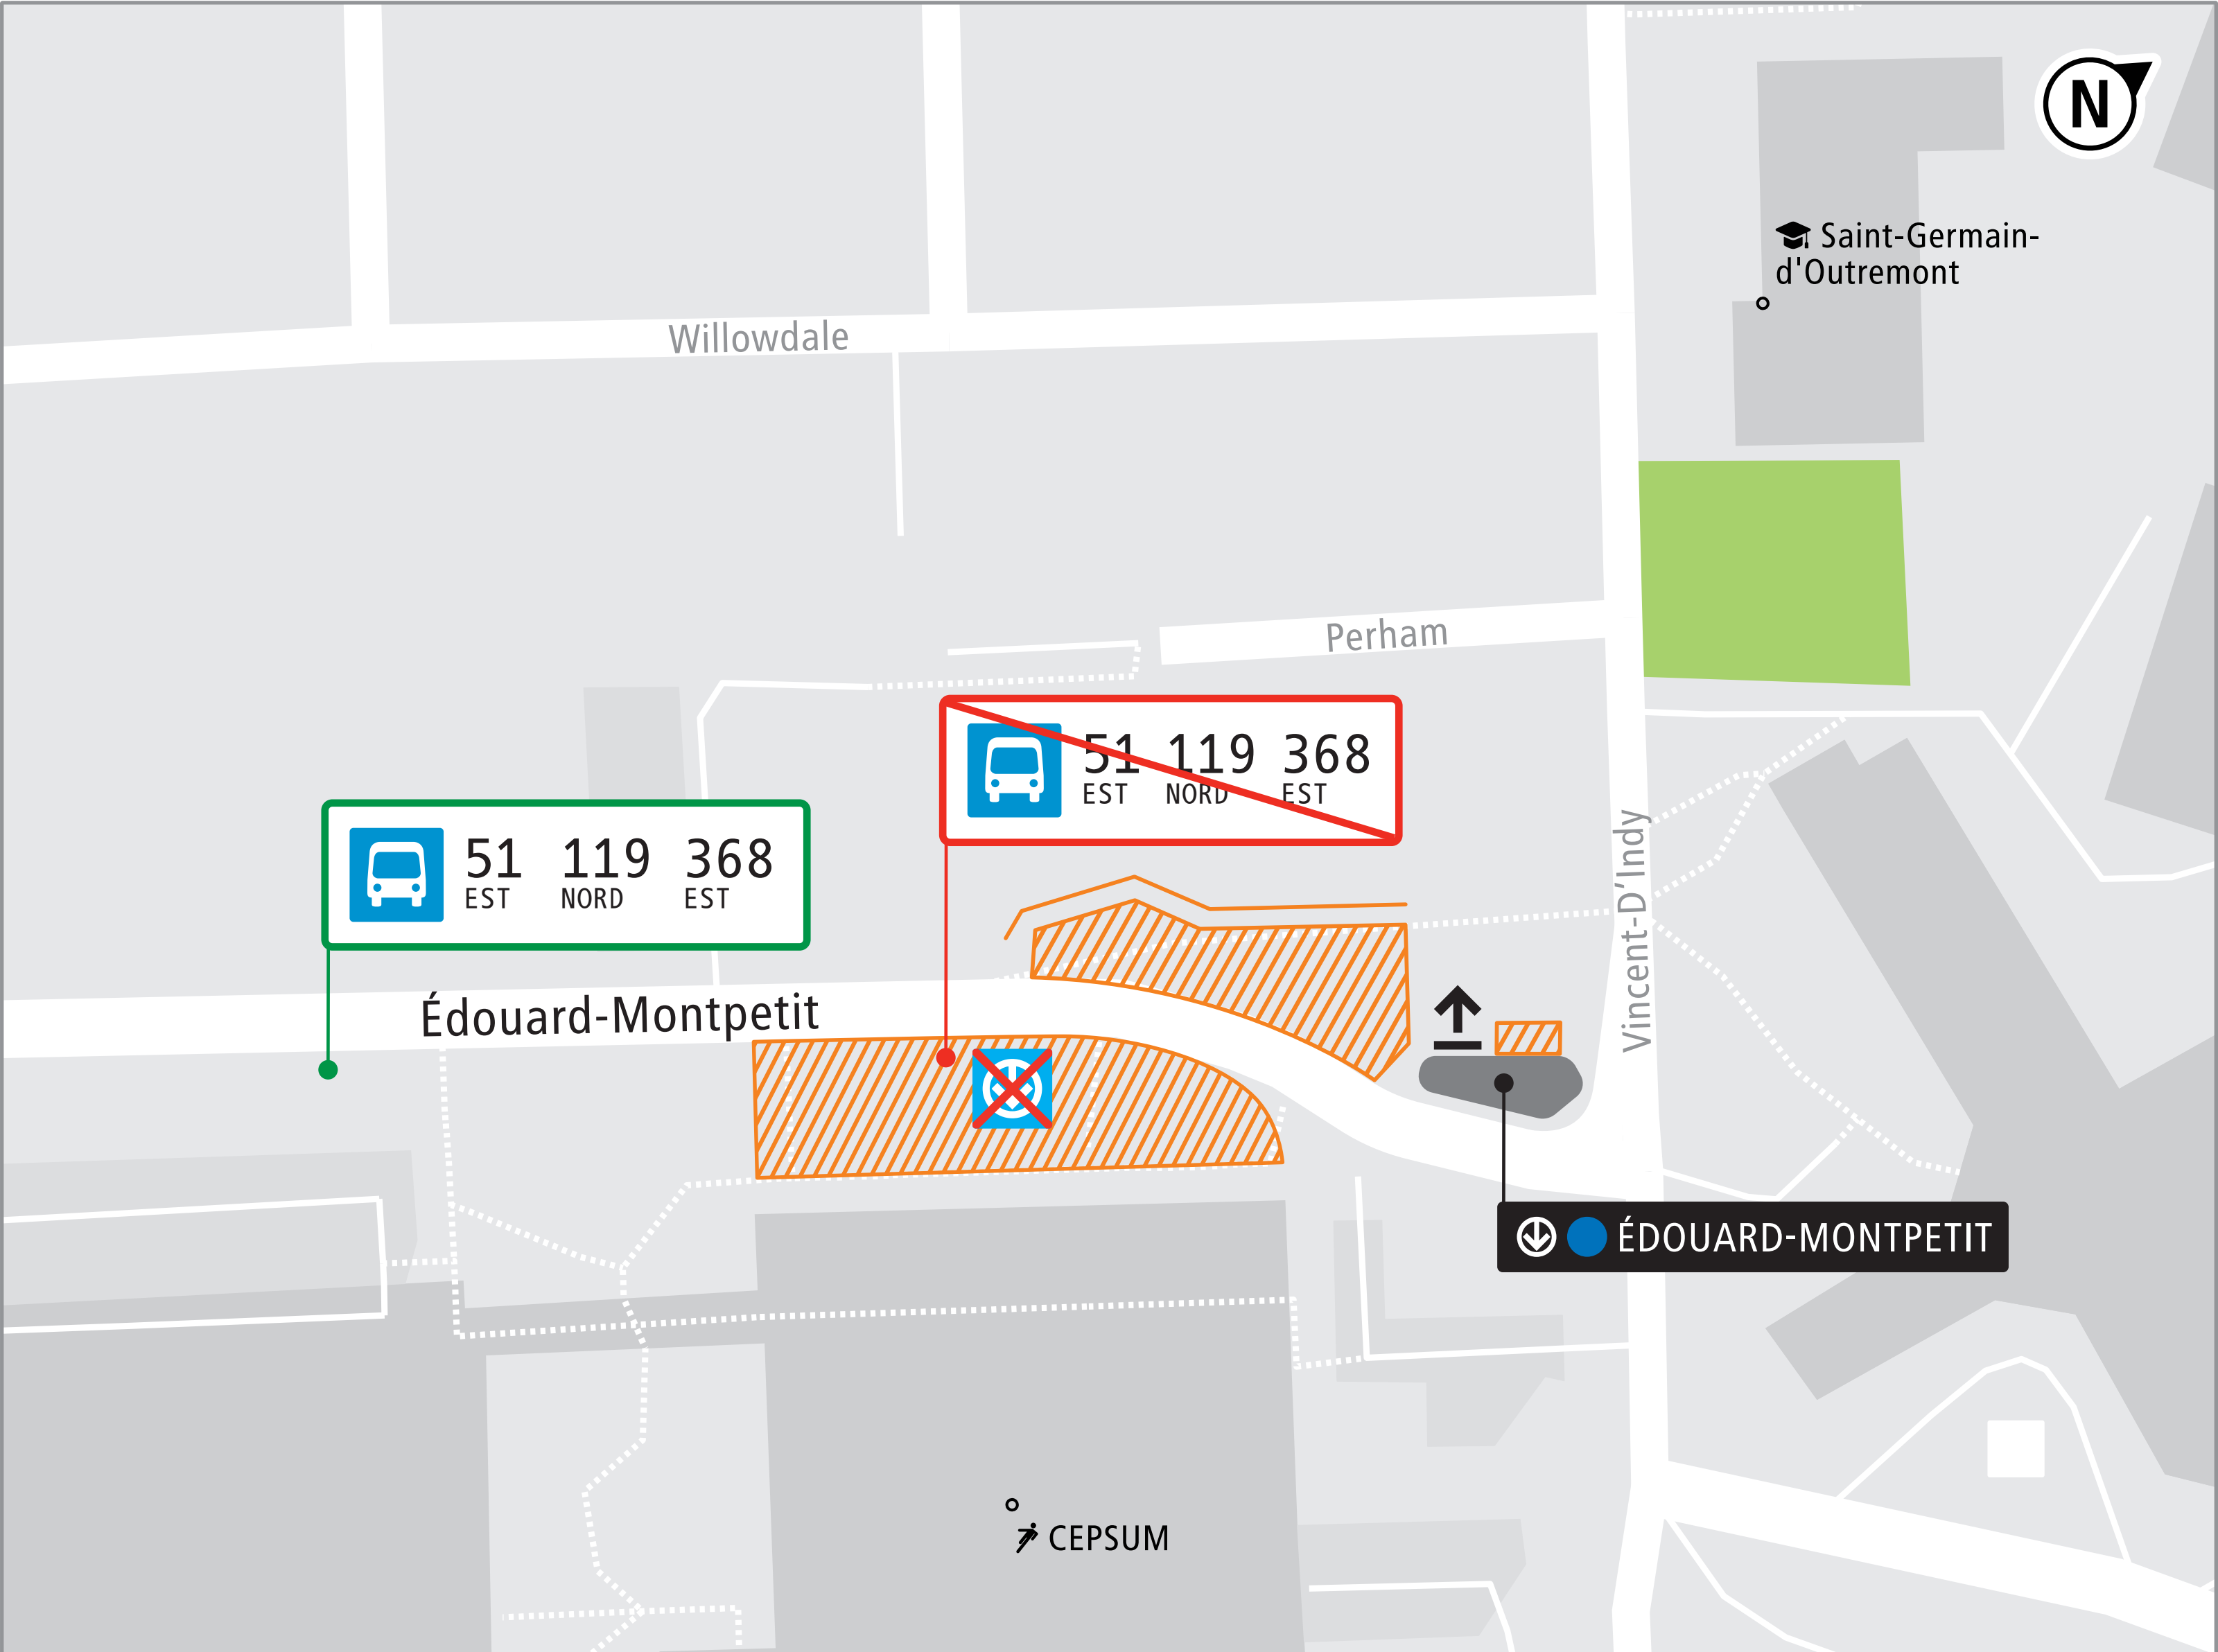 N
Saint-Germain-
d'Outremont
Willowdale
Perham
51 119 368
EST NORD EST
51 119 368
EST NORD EST
Vincent-D'Indy
Édouard-Montpetit
ÉDOUARD-MONTPETIT
CEPSUM